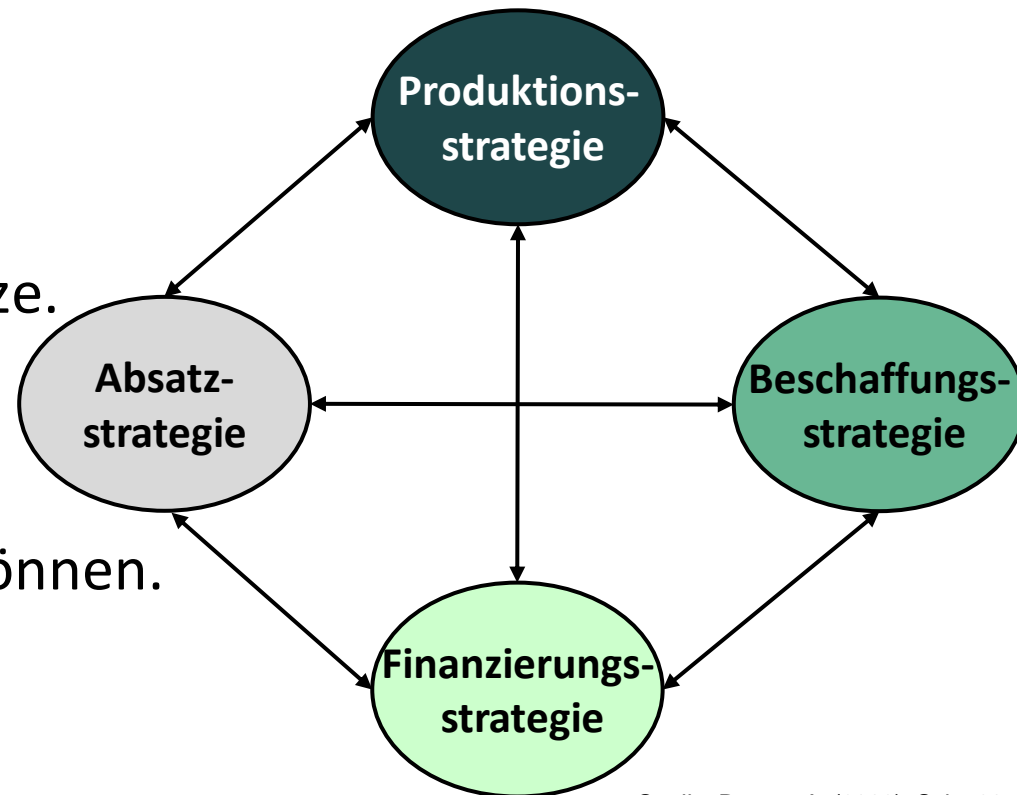 Produktions-
strategie
ze.
Absatz-
strategie
Beschaffungs-
strategie
önnen.
Finanzierungs-
strategie